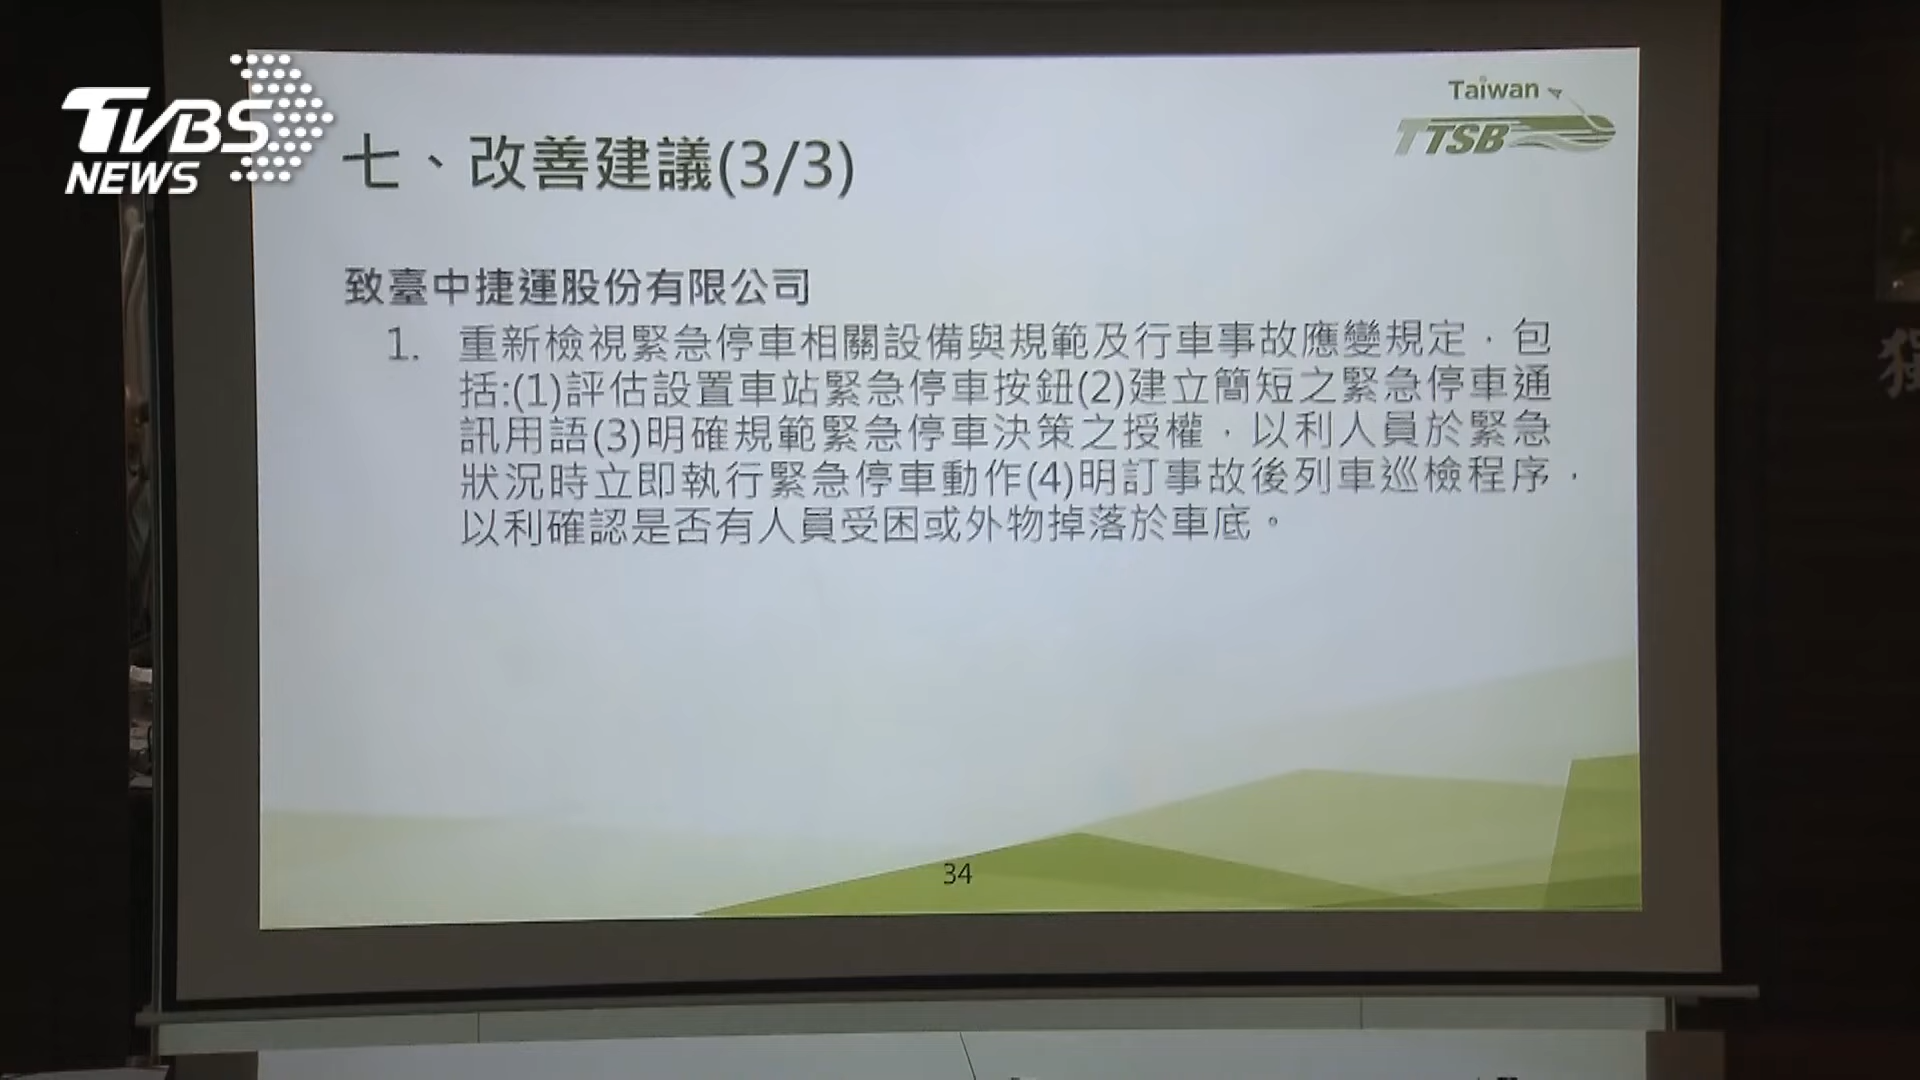 TVBS
NEWS
Taiwan
TTSB
七、改善建議(3/3)
致臺中捷運股份有限公司
1. 重新檢視緊急停車相關設備與規範及行車事故應變規定，包
括:(1)評估設置車站緊急停車按鈕(2)建立簡短之緊急停車通
訊用語(3)明確規範緊急停車決策之授權，以利人員於緊急
狀況時立即執行緊急停車動作(4)明訂事故後列車巡檢程序，
以利確認是否有人員受困或外物掉落於車底。
34